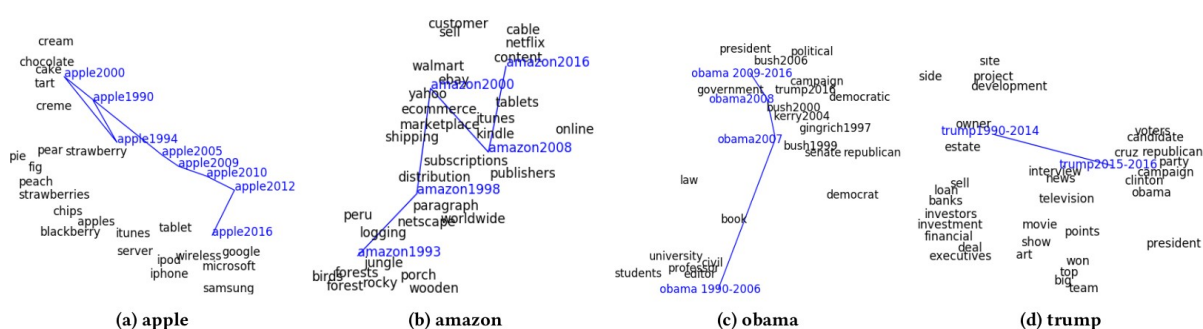 cream
chocolate
cake
apple2000
tart
apple1990
creme
apple1994
pear strawberry
apple2005
pie
apple2009
fig
apple2010
peach
apple2012
strawberries
chips
apples
blackberry
itunes
tablet
apple2016
server
google
ipod
wireless
iphone
microsoft
samsung
(a) apple
customer
sell
cable
netflix
content
amazon2016
walmart
ebay
amazon2000
yahoo
ecommerce
tablets
marketplace
itunes
shipping
kindle
online
amazon2008
subscriptions
distribution
publishers
amazon1998
paragraph
peru
netscape
worldwide
logging
amazon1993
jungle
birds
forests
porch
forest
rocky
wooden
(b) amazon
president
political
bush2006
obama 2009-2016
campaign
government
trump2016
obama2008
democratic
bush2000
kerry2004
gingrich1997
obama2007
bush1999
senate
republican
law
democrat
book
university
civil
professor
students
editor
obama 1990-2006
(c) obama
site
side
project
development
owner
trump1990-2014
voters
candidate
estate
cruz
republican
trump2015-2016
party
interview
campaign
news
clinton
sell
obama
loan
banks
television
investors
investment
movie
points
financial
show
president
deal
art
executives
won
top
big
team
(d) trump